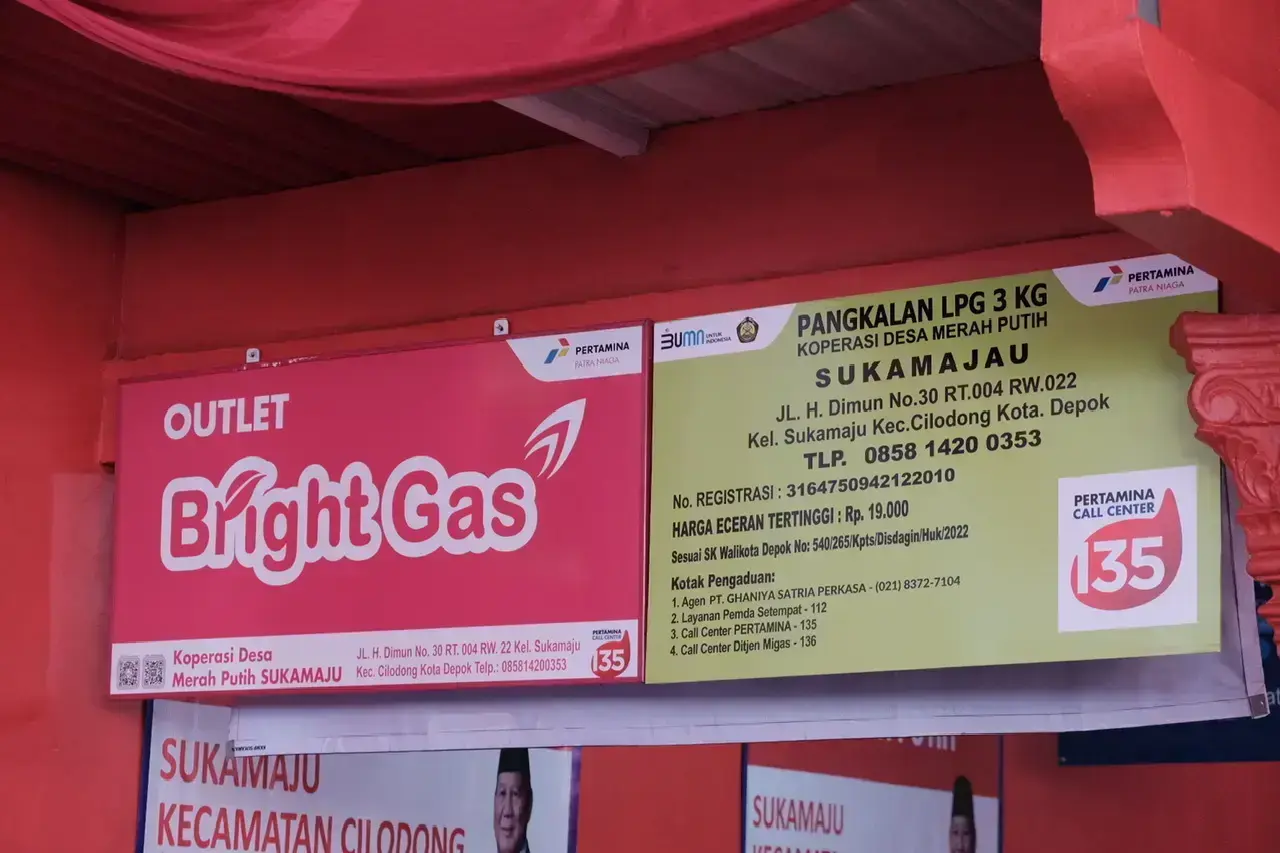 OUTLET
Bright Gas
PERTAMINA
PATRA NIAGA
Koperasi Desa
Merah Putih SUKAMAJU
JL. H. Dimun No. 30 RT. 004 RW. 22 Kel. Sukamaju
Kec. Cilodong Kota Depok Telp.: 085814200353
PERTAMINA
CALL CENTER
135
BUMN UNTUK
INDONESIA
PANGKALAN LPG 3 KG
KOPERASI DESA MERAH PUTIH
SUKAMAJAU
JL. H. Dimun No.30 RT.004 RW.022
Kel. Sukamaju Kec.Cilodong Kota. Depok
TLP. 0858 1420 0353
PERTAMINA
PATRA NIAGA
No. REGISTRASI : 3164750942122010
HARGA ECERAN TERTINGGI : Rp. 19.000
Sesuai SK Walikota Depok No: 540/265/Kpts/Disdagin/Huk/2022
Kotak Pengaduan:
1. Agen PT. GHANIYA SATRIA PERKASA - (021) 8372-7104
2. Layanan Pemda Setempat - 112
3. Call Center PERTAMINA - 135
4. Call Center Ditjen Migas - 136
PERTAMINA
CALL CENTER
135
SUKAMAJU
KECAMATAN CILODONG
SUKAMAJU